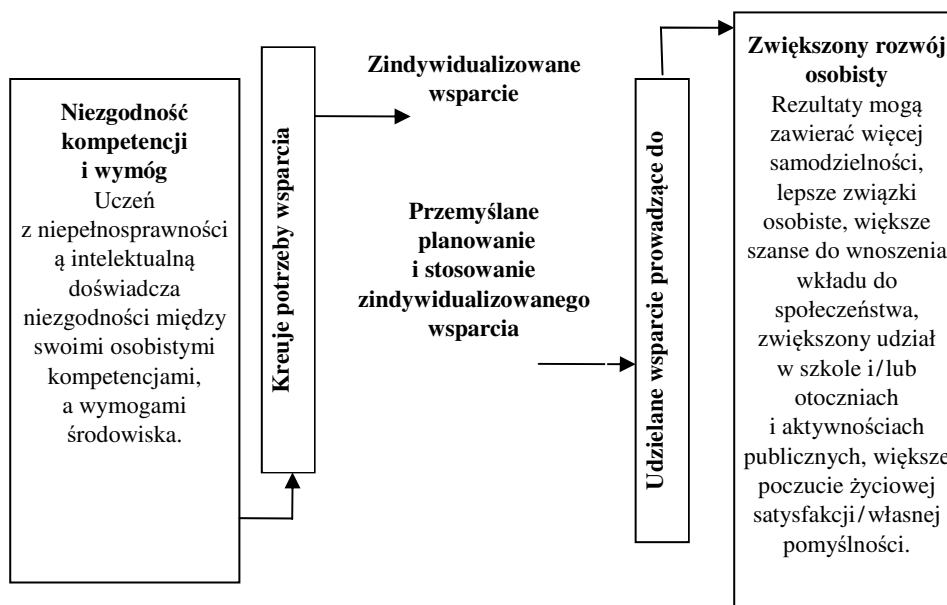 Niezgodność
kompetencji
i wymóg
Uczeń
z niepełnosprawności
ą intelektualną
doświadcza
niezgodności między
swoimi osobistymi
kompetencjami,
a wymogami
środowiska.
Kreuje potrzeby wsparcia
Zindywidualizowane
wsparcie
Przemyślane
planowanie
i stosowanie
zindywidualizowanego
wsparcia
Udzielane wsparcie prowadzące do
Zwiększony rozwój
osobisty
Rezultaty mogą
zawierać więcej
samodzielności,
lepsze związki
osobiste, większe
szanse do wnoszenia
wkładu do
społeczeństwa,
zwiększony udział
w szkole i/lub
otoczniach
i aktywnościach
publicznych, większe
poczucie życiowej
satysfakcji/własnej
pomyślności.